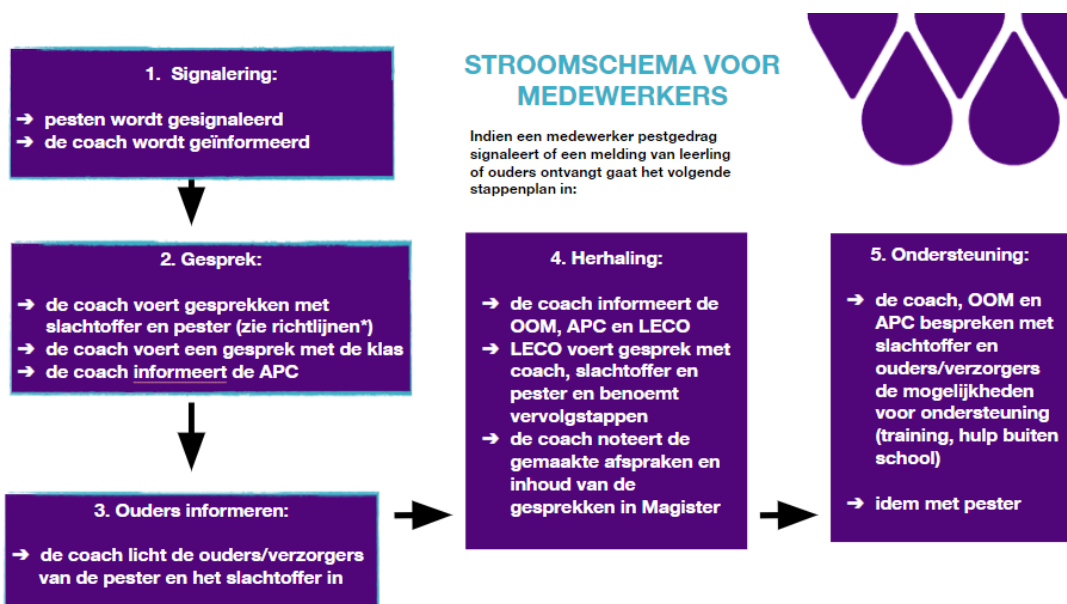 STROOMSCHEMA VOOR
MEDEWERKERS
Indien een medewerker pestgedrag
signaleert of een melding van leerling
of ouders ontvangt gaat het volgende
stappenplan in:
1. Signalering:
➔ pesten wordt gesignaleerd
➔ de coach wordt geïnformeerd
2. Gesprek:
➔ de coach voert gesprekken met
slachtoffer en pester (zie richtlijnen*)
➔ de coach voert een gesprek met de klas
➔ de coach informeert de APC
3. Ouders informeren:
➔ de coach licht de ouders/verzorgers
van de pester en het slachtoffer in
4. Herhaling:
➔ de coach informeert de
OOM, APC en LECO
➔ LECO voert gesprek met
coach, slachtoffer en
pester en benoemt
vervolgstappen
➔ de coach noteert de
gemaakte afspraken en
inhoud van de
gesprekken in Magister
5. Ondersteuning:
➔ de coach, OOM en
APC bespreken met
slachtoffer en
ouders/verzorgers
de mogelijkheden
voor ondersteuning
(training, hulp buiten
school)
➔ idem met pester